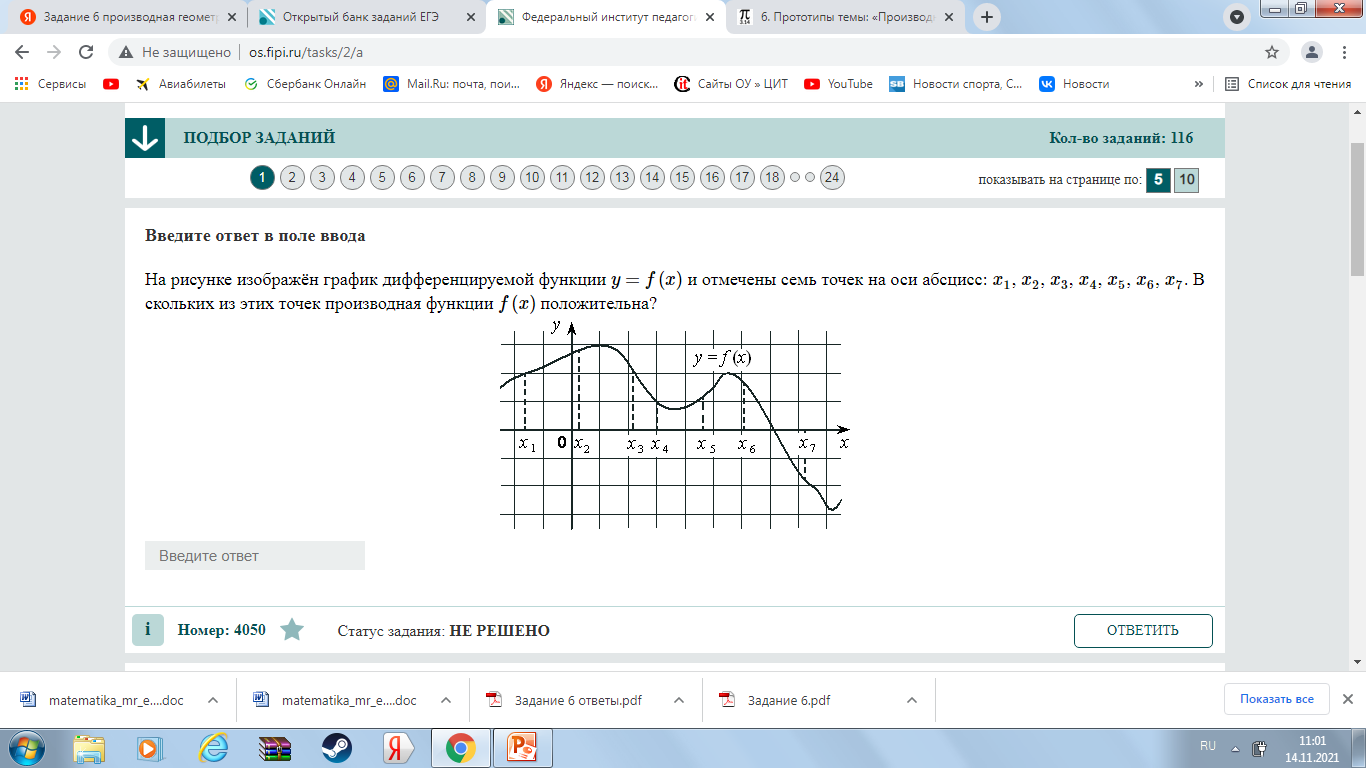 Задание 6 производная геомет
Открытый банк заданий ЕГЭ
Федеральный институт педагог
6. Прототипы темы: «Производ
Не защищено | os.fipi.ru/tasks/2/a
Сервисы Авиабилеты Сбербанк Онлайн Mail.Ru: почта, пои... Яндекс — поиск... Сайты ОУ » ЦИТ YouTube Новости спорта, С... Новости » Список для чтения
ПОДБОР ЗАДАНИЙ Кол-во заданий: 116
1 2 3 4 5 6 7 8 9 10 11 12 13 14 15 16 17 18 24 показывать на странице по: 5 10
Введите ответ в поле ввода
На рисунке изображён график дифференцируемой функции y = f (x) и отмечены семь точек на оси абсцисс: x₁, x₂, x₃, x₄, x₅, x₆, x₇. В
скольких из этих точек производная функции f (x) положительна?
y
y = f (x)
x₁ 0 x₂ x₃ x₄ x₅ x₆ x₇ x
Введите ответ
i Номер: 4050 Статус задания: НЕ РЕШЕНО ОТВЕТИТЬ
matematika_mr_e....doc matematika_mr_e....doc Задание 6 ответы.pdf Задание 6.pdf Показать все
RU 11:01
14.11.2021